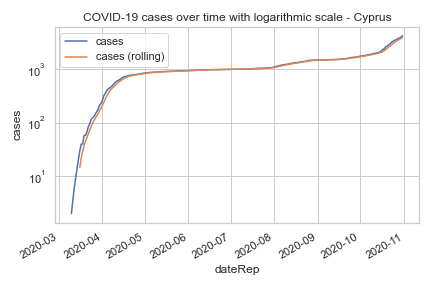 COVID-19 cases over time with logarithmic scale - Cyprus
cases
cases (rolling)
10³
10²
10¹
cases
2020-03
2020-04
2020-05
2020-06
2020-07
2020-08
2020-09
2020-10
2020-11
dateRep